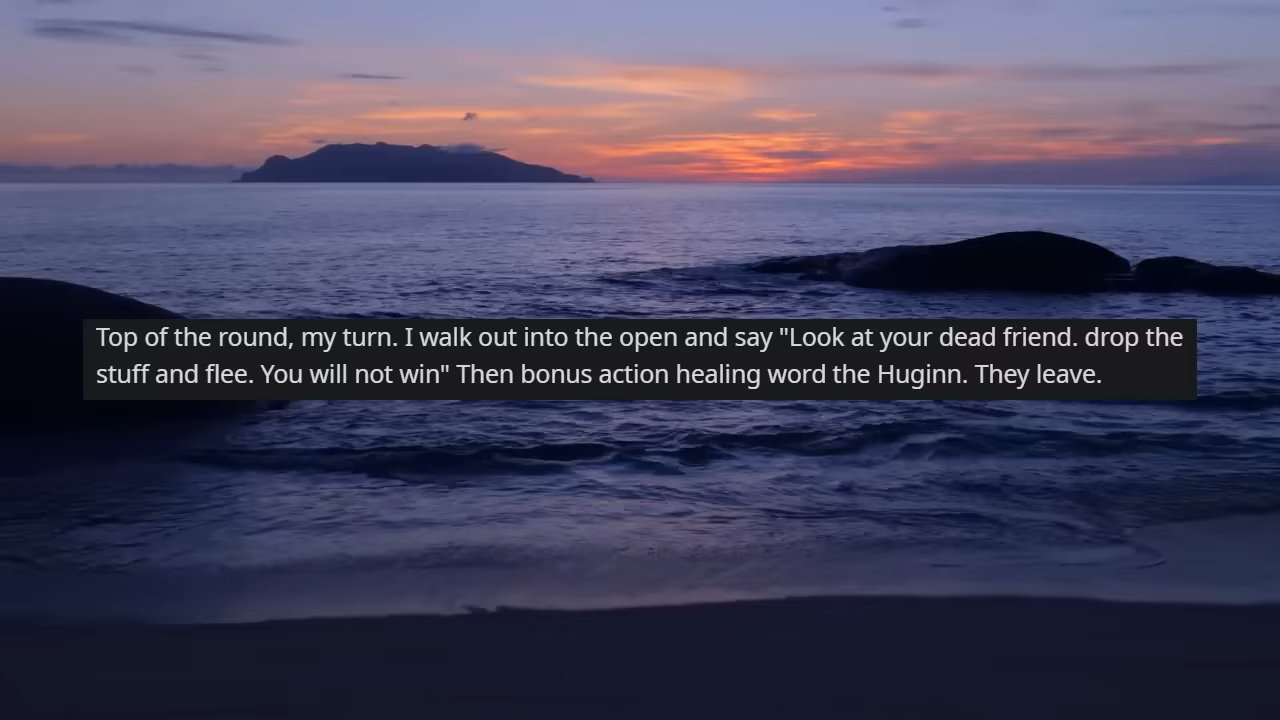 Top of the round, my turn. I walk out into the open and say "Look at your dead friend. drop the
stuff and flee. You will not win" Then bonus action healing word the Huginn. They leave.